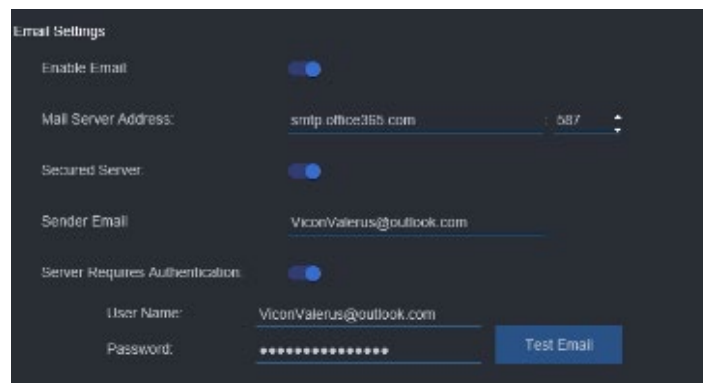 Email Settings
Enable Email
Mail Server Address: smtp.office365.com : 587
Secured Server:
Sender Email ViconValerus@outlook.com
Server Requires Authentication:
User Name: ViconValerus@outlook.com
Password: ●●●●●●●●●●●●●●●
Test Email